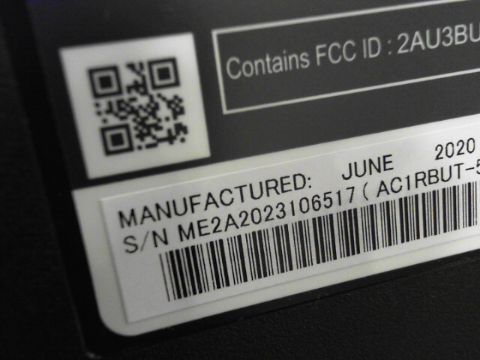 Contains FCC ID : 2AU3BU
MANUFACTURED: JUNE 2020
S/N ME2A2023106517 ( AC1RBUT-5